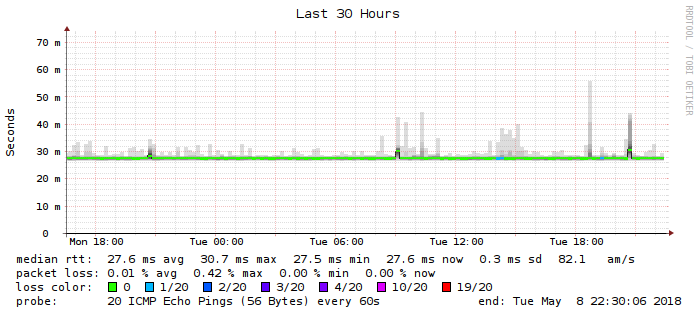 Last 30 Hours
RRDTOOL / TOBI OETIKER
Seconds
70 m
60 m
50 m
40 m
30 m
20 m
10 m
0
Mon 18:00 Tue 00:00 Tue 06:00 Tue 12:00 Tue 18:00
median rtt: 27.6 ms avg 30.7 ms max 27.5 ms min 27.6 ms now 0.3 ms sd 82.1 am/s
packet loss: 0.01 % avg 0.42 % max 0.00 % min 0.00 % now
loss color: 0 1/20 2/20 3/20 4/20 10/20 19/20
probe: 20 ICMP Echo Pings (56 Bytes) every 60s end: Tue May 8 22:30:06 2018